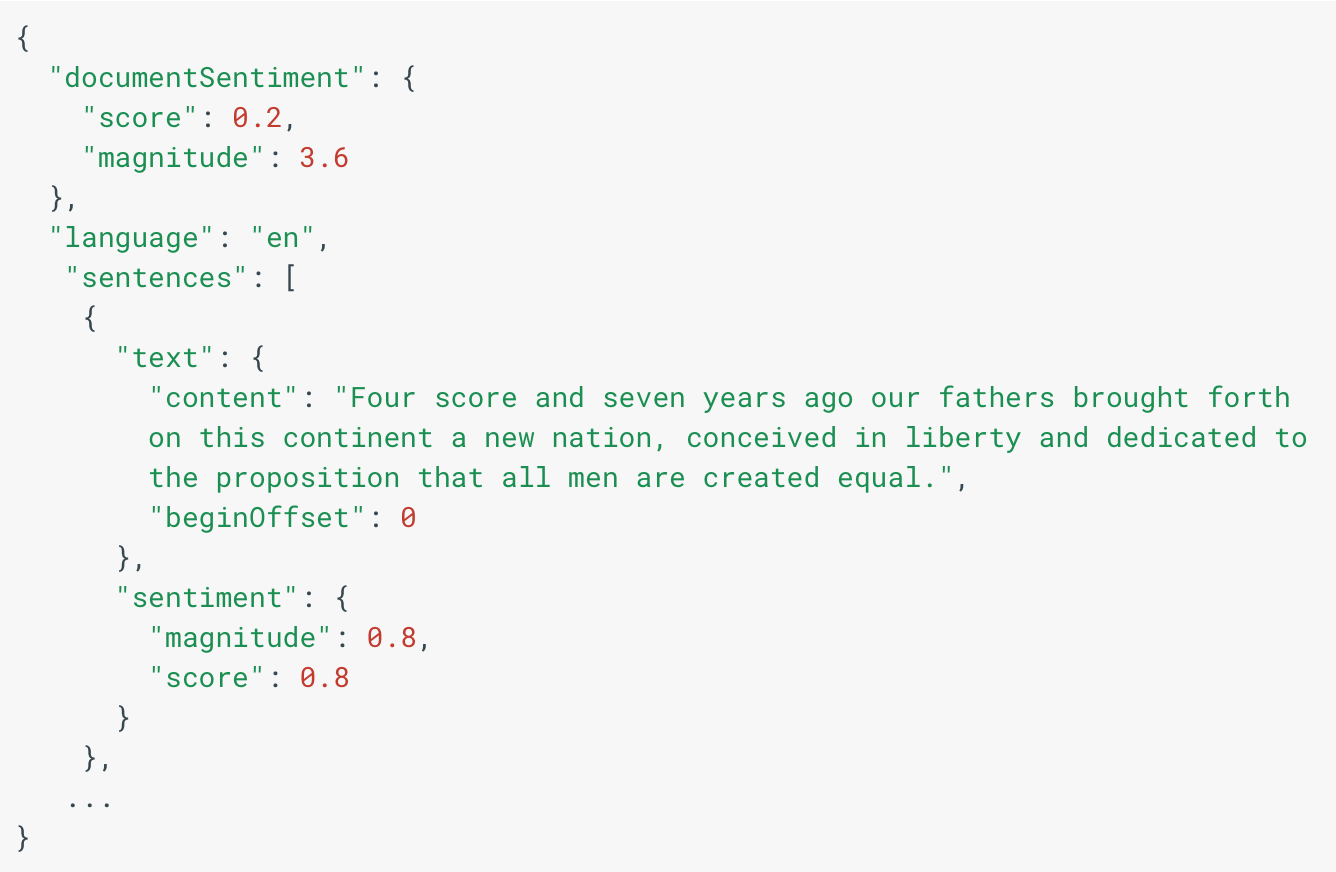 {
  "documentSentiment": {
    "score": 0.2,
    "magnitude": 3.6
  },
  "language": "en",
   "sentences": [
    {
      "text": {
        "content": "Four score and seven years ago our fathers brought forth
        on this continent a new nation, conceived in liberty and dedicated to
        the proposition that all men are created equal.",
        "beginOffset": 0
      },
      "sentiment": {
        "magnitude": 0.8,
        "score": 0.8
      }
    },
   ...
}